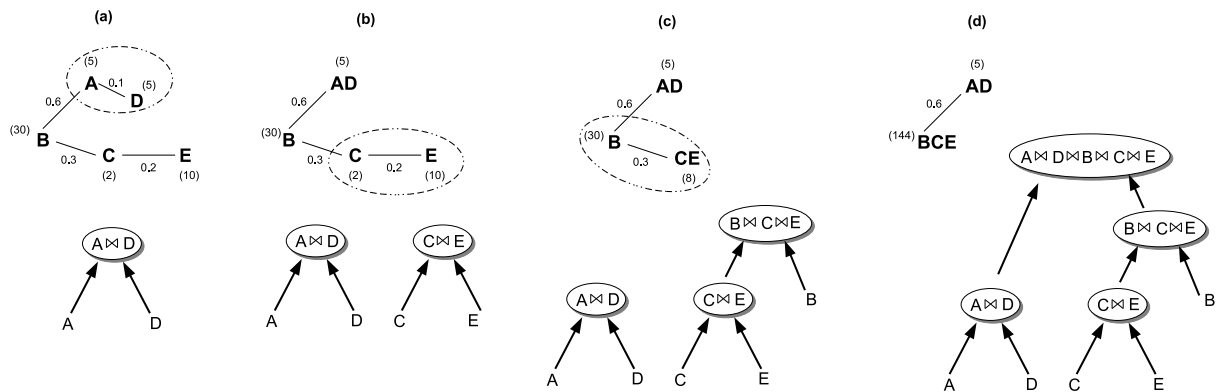 (a)
(5)
A
0.1
(5)
D
0.6
(30)
B
0.3
C
0.2
E
(2)
(10)
A⋈D
A
D
(b)
(5)
AD
0.6
(30)
B
0.3
C
0.2
E
(2)
(10)
A⋈D
C⋈E
A
D
C
E
(c)
(5)
AD
0.6
(30)
B
0.3
CE
(8)
B⋈C⋈E
A⋈D
C⋈E
B
A
D
C
E
(d)
(5)
AD
0.6
(144)
BCE
A⋈D⋈B⋈C⋈E
B⋈C⋈E
A⋈D
C⋈E
B
A
D
C
E